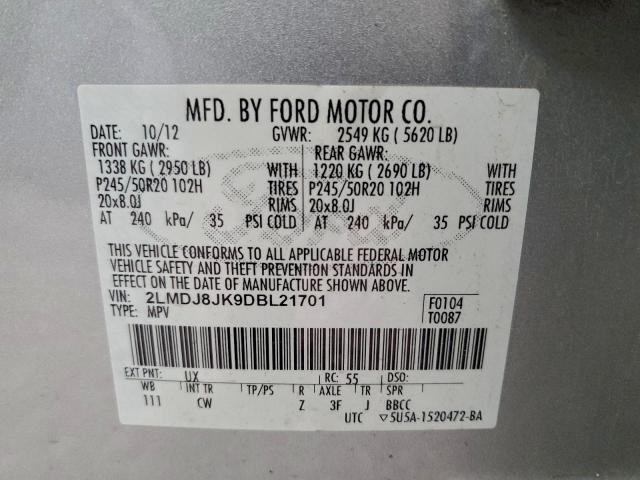 MFD. BY FORD MOTOR CO.
DATE: 10/12 GVWR: 2549 KG ( 5620 LB)
FRONT GAWR: REAR GAWR:
1338 KG ( 2950 LB) WITH 1220 KG ( 2690 LB) WITH
P245/50R20 102H TIRES P245/50R20 102H TIRES
20x8.0J RIMS 20x8.0J RIMS
AT 240 kPa/ 35 PSI COLD AT 240 kPa/ 35 PSI COLD
THIS VEHICLE CONFORMS TO ALL APPLICABLE FEDERAL MOTOR
VEHICLE SAFETY AND THEFT PREVENTION STANDARDS IN
EFFECT ON THE DATE OF MANUFACTURE SHOWN ABOVE.
VIN: 2LMDJ8JK9DBL21701 F0104
TYPE: MPV T0087
EXT PNT: UX RC: 55 DSO:
WB INT TR TP/PS R AXLE TR SPR
111 CW Z 3F J BBCC
UTC ▽5U5A-1520472-BA
Ford